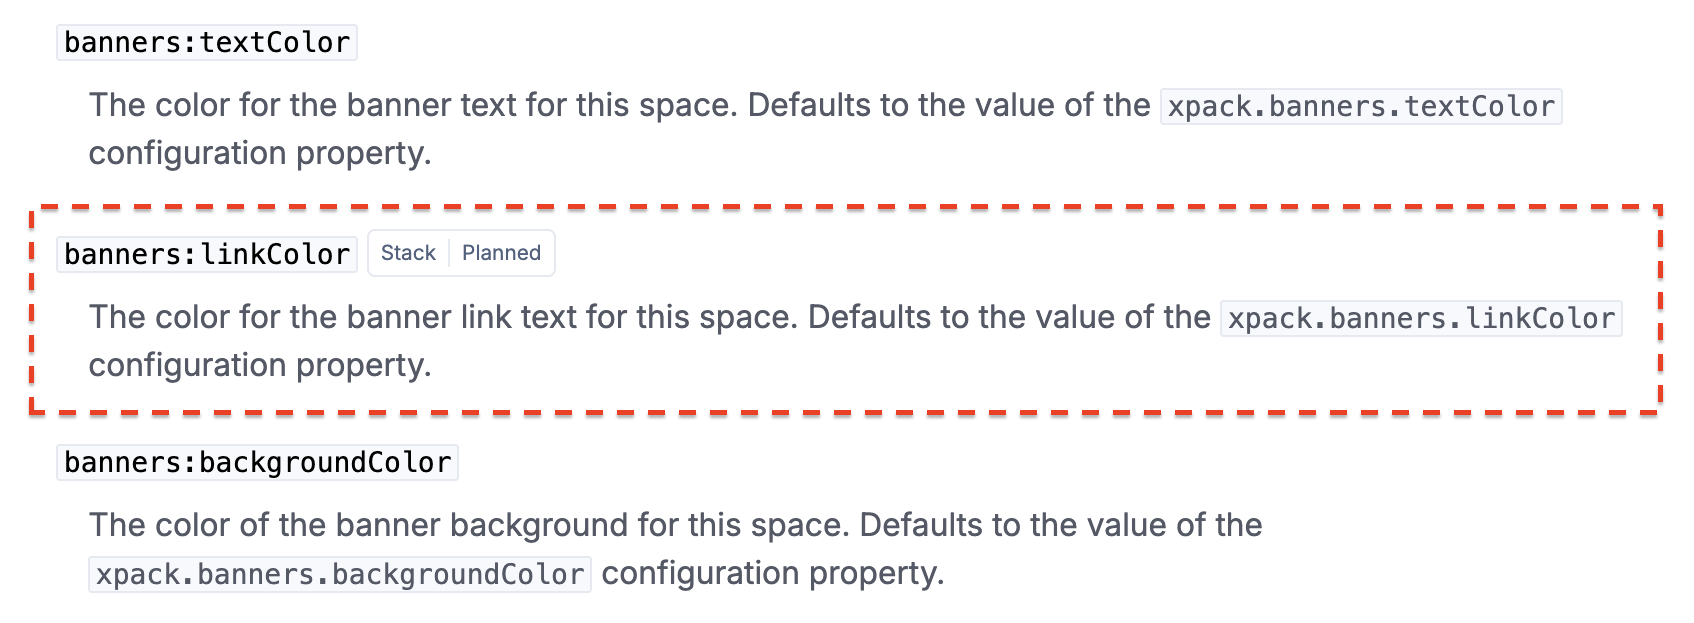 banners:textColor
The color for the banner text for this space. Defaults to the value of the xpack.banners.textColor
configuration property.
banners:linkColor Stack Planned
The color for the banner link text for this space. Defaults to the value of the xpack.banners.linkColor
configuration property.
banners:backgroundColor
The color of the banner background for this space. Defaults to the value of the
xpack.banners.backgroundColor configuration property.